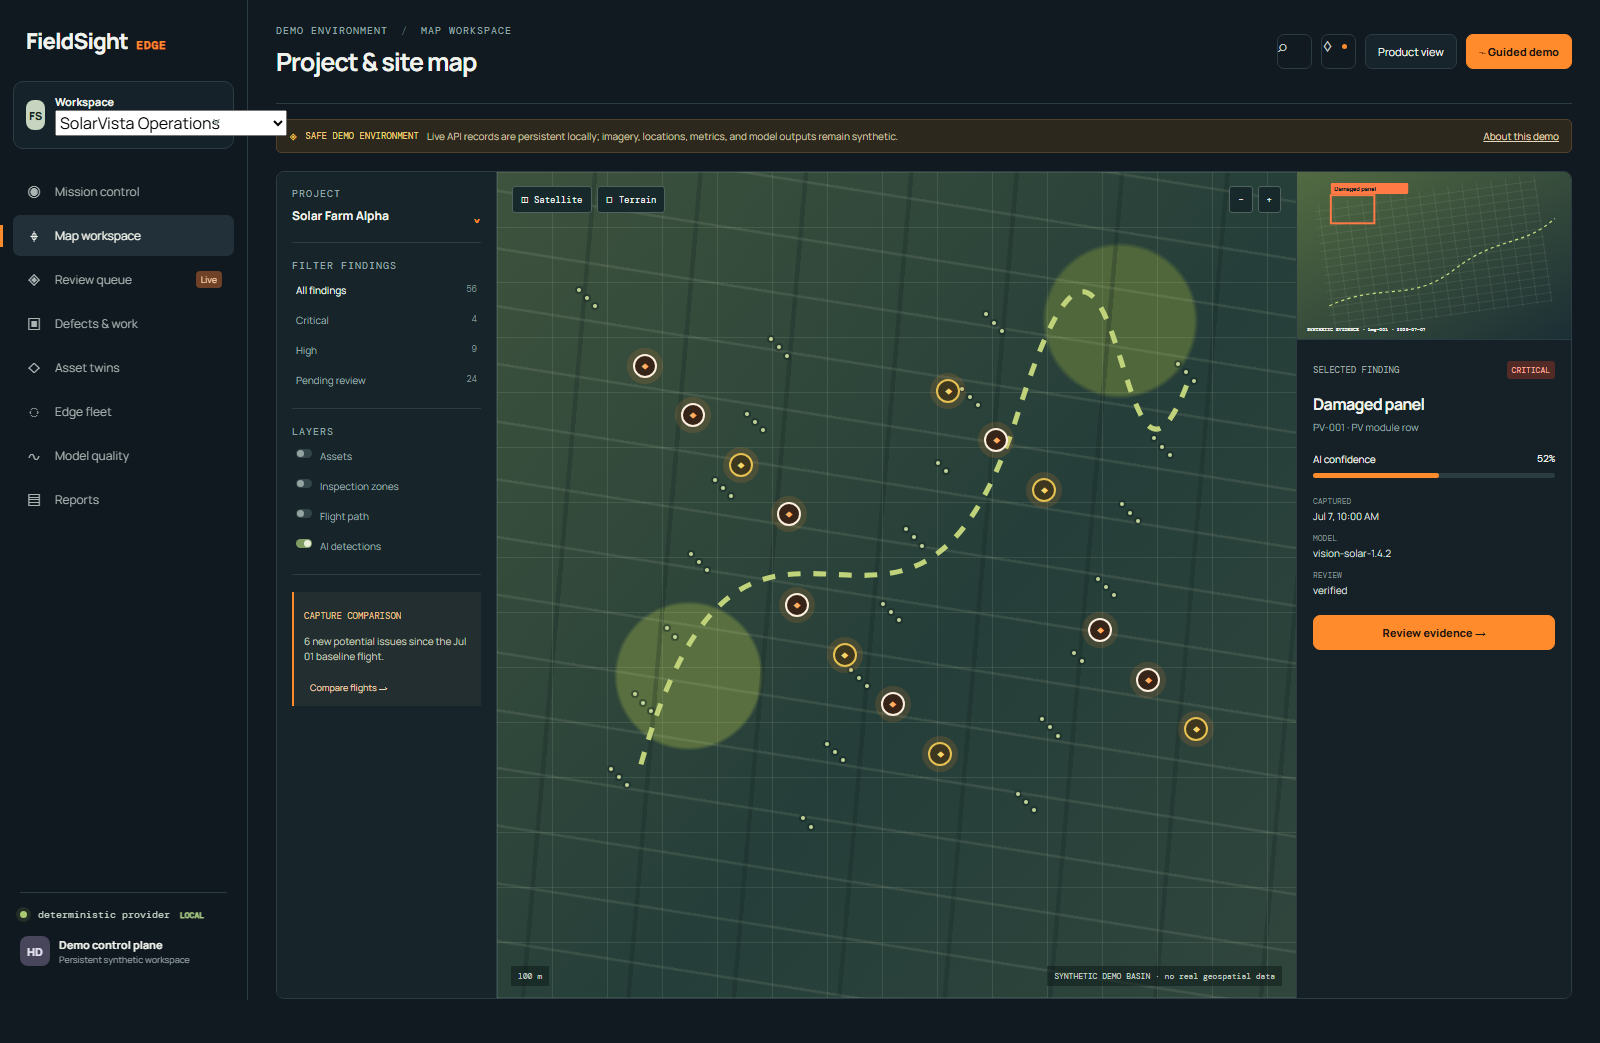 FieldSight EDGE
FS
Workspace
SolarVista Operations
Mission control
Map workspace
Review queue
Live
Defects & work
Asset twins
Edge fleet
Model quality
Reports
deterministic provider LOCAL
HD
Demo control plane
Persistent synthetic workspace
DEMO ENVIRONMENT / MAP WORKSPACE
Project & site map
Product view
Guided demo
SAFE DEMO ENVIRONMENT Live API records are persistent locally; imagery, locations, metrics, and model outputs remain synthetic.
About this demo
PROJECT
Solar Farm Alpha
FILTER FINDINGS
All findings 56
Critical 4
High 9
Pending review 24
LAYERS
Assets
Inspection zones
Flight path
AI detections
CAPTURE COMPARISON
6 new potential issues since the Jul
01 baseline flight.
Compare flights →
Satellite
Terrain
−
+
100 m
SYNTHETIC DEMO BASIN · no real geospatial data
Damaged panel
SYNTHETIC EVIDENCE · img-001 · 2026-07-07
SELECTED FINDING
CRITICAL
Damaged panel
PV-001 · PV module row
AI confidence 52%
CAPTURED
Jul 7, 10:00 AM
MODEL
vision-solar-1.4.2
REVIEW
verified
Review evidence →